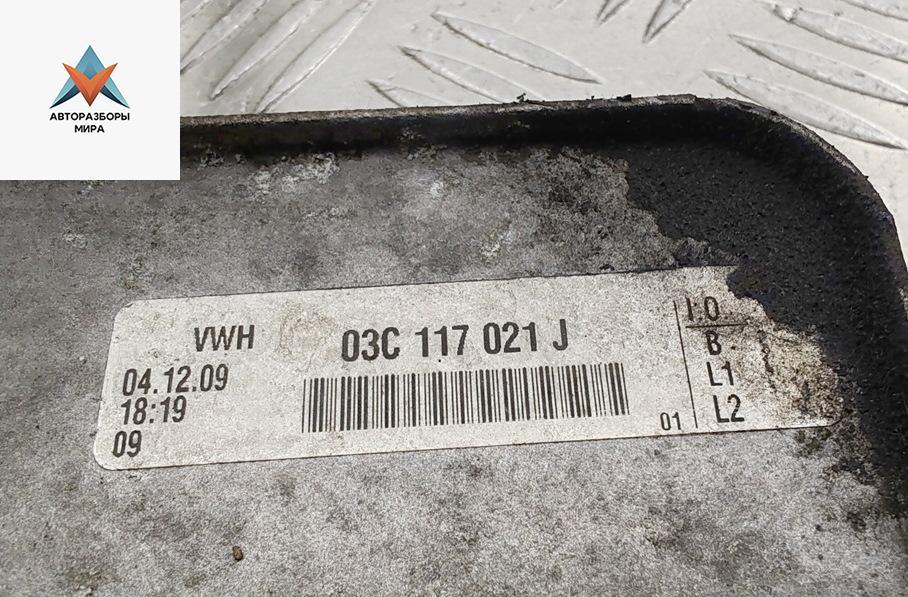 АВТОРАЗБОРЫ
МИРА
VWH
03C 117 021 J
04.12.09
18:19
09
01
I·O
B·
L1
L2